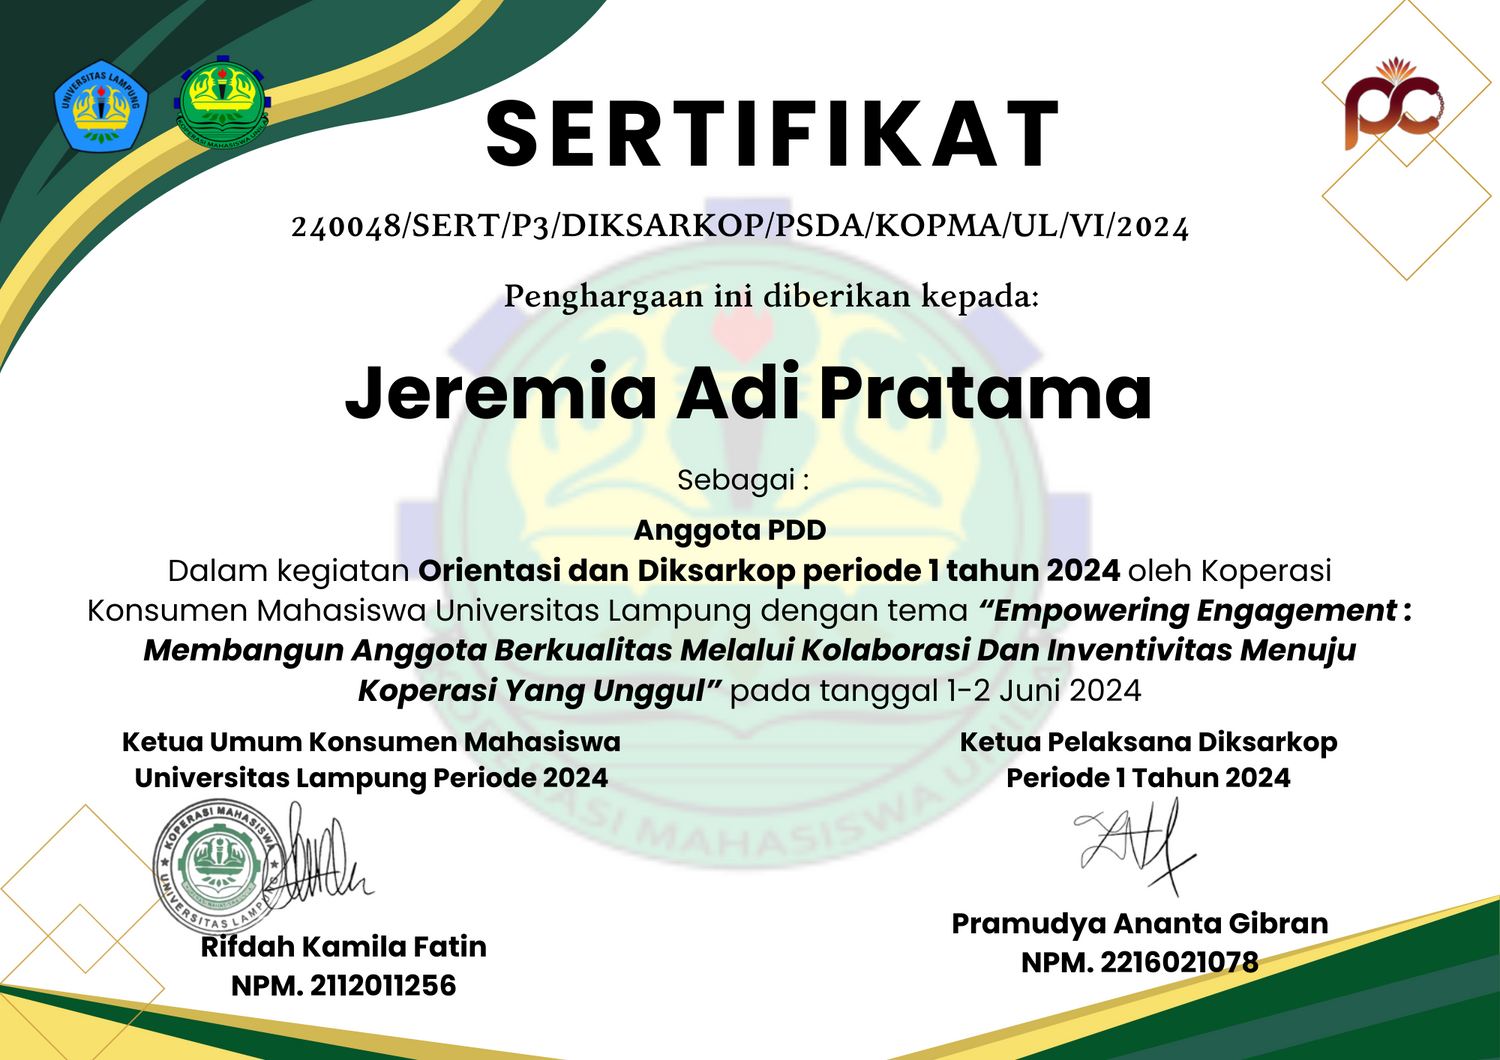 UNIVERSITAS LAMPUNG
KOPERASI MAHASISWA UNILA
pc
SERTIFIKAT
240048/SERT/P3/DIKSARKOP/PSDA/KOPMA/UL/VI/2024
Penghargaan ini diberikan kepada:
Jeremia Adi Pratama
Sebagai :
Anggota PDD
Dalam kegiatan Orientasi dan Diksarkop periode 1 tahun 2024 oleh Koperasi
Konsumen Mahasiswa Universitas Lampung dengan tema “Empowering Engagement :
Membangun Anggota Berkualitas Melalui Kolaborasi Dan Inventivitas Menuju
Koperasi Yang Unggul” pada tanggal 1-2 Juni 2024
KOPERASI MAHASISWA UNILA
Ketua Umum Konsumen Mahasiswa
Universitas Lampung Periode 2024
KOPERASI MAHASISWA
UNIVERSITAS LAMPUNG
Rifdah Kamila Fatin
NPM. 2112011256
Ketua Pelaksana Diksarkop
Periode 1 Tahun 2024
Pramudya Ananta Gibran
NPM. 2216021078